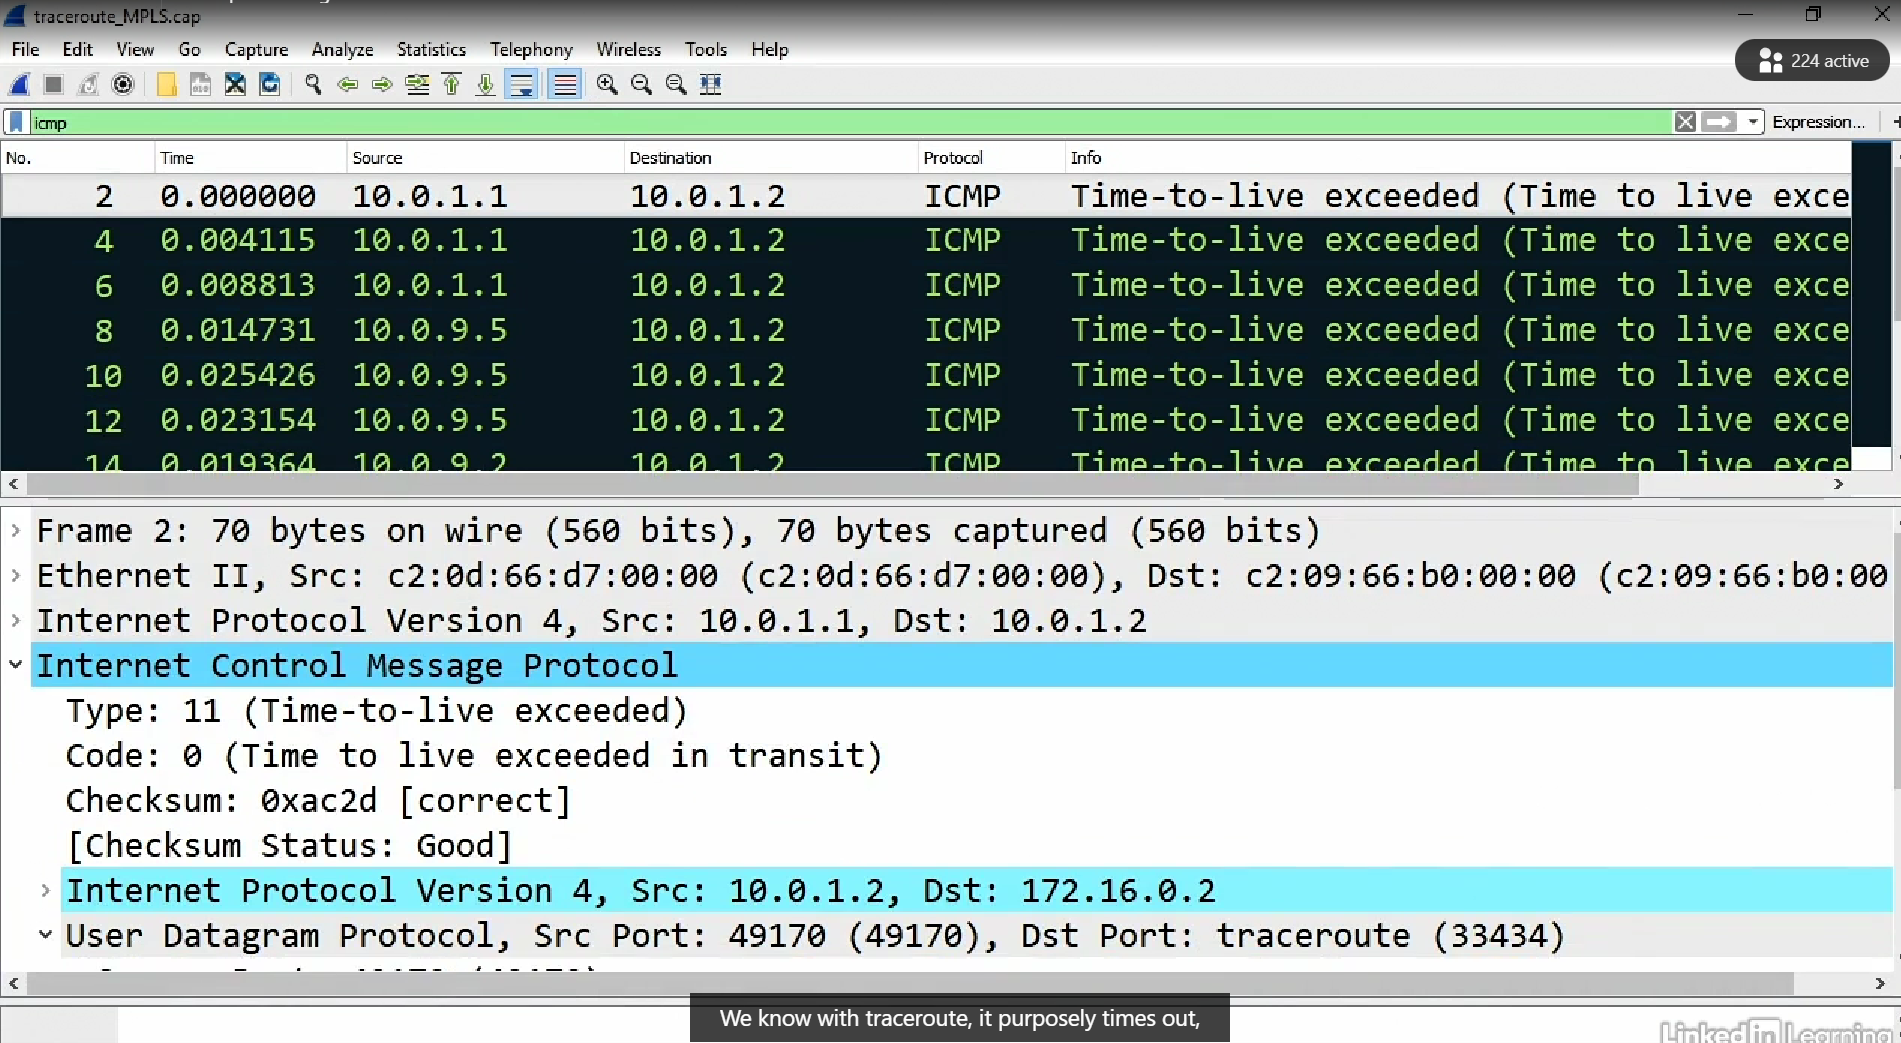 traceroute_MPLS.cap
File Edit View Go Capture Analyze Statistics Telephony Wireless Tools Help
224 active
icmp
Expression...
No. Time Source Destination Protocol Info
2 0.000000 10.0.1.1 10.0.1.2 ICMP Time-to-live exceeded (Time to live exce
4 0.004115 10.0.1.1 10.0.1.2 ICMP Time-to-live exceeded (Time to live exce
6 0.008813 10.0.1.1 10.0.1.2 ICMP Time-to-live exceeded (Time to live exce
8 0.014731 10.0.9.5 10.0.1.2 ICMP Time-to-live exceeded (Time to live exce
10 0.025426 10.0.9.5 10.0.1.2 ICMP Time-to-live exceeded (Time to live exce
12 0.023154 10.0.9.5 10.0.1.2 ICMP Time-to-live exceeded (Time to live exce
14 0.019364 10.0.9.2 10.0.1.2 ICMP Time-to-live exceeded (Time to live exce
Frame 2: 70 bytes on wire (560 bits), 70 bytes captured (560 bits)
Ethernet II, Src: c2:0d:66:d7:00:00 (c2:0d:66:d7:00:00), Dst: c2:09:66:b0:00:00 (c2:09:66:b0:00
Internet Protocol Version 4, Src: 10.0.1.1, Dst: 10.0.1.2
Internet Control Message Protocol
Type: 11 (Time-to-live exceeded)
Code: 0 (Time to live exceeded in transit)
Checksum: 0xac2d [correct]
[Checksum Status: Good]
Internet Protocol Version 4, Src: 10.0.1.2, Dst: 172.16.0.2
User Datagram Protocol, Src Port: 49170 (49170), Dst Port: traceroute (33434)
We know with traceroute, it purposely times out,
Linked in Learning